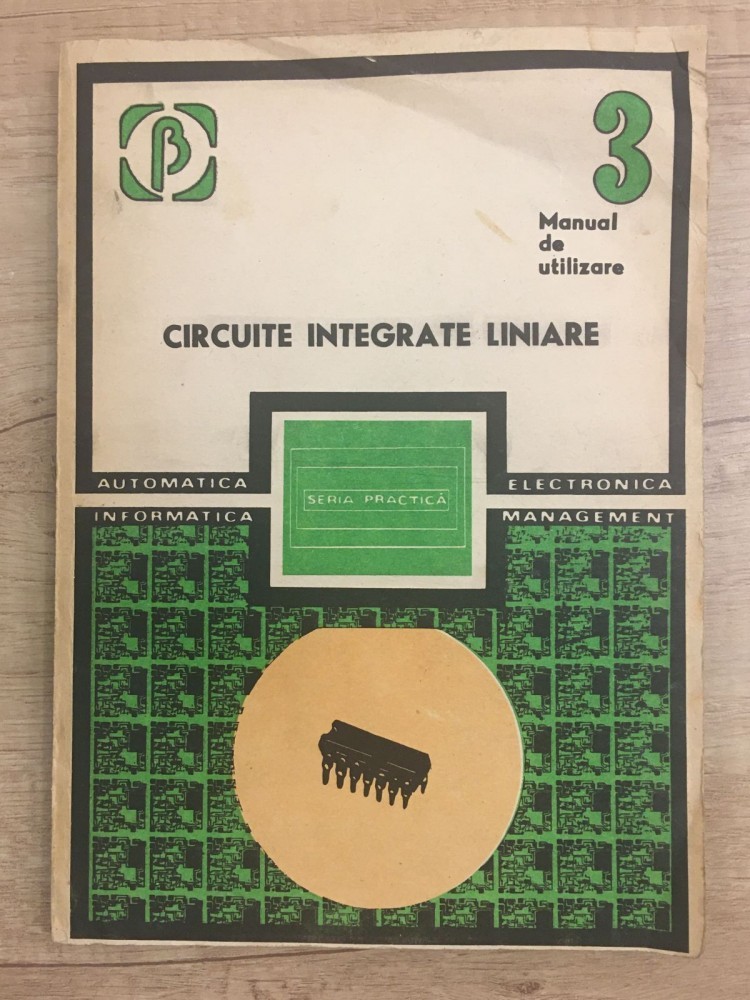 β
3
Manual
de
utilizare
CIRCUITE INTEGRATE LINIARE
AUTOMATICA
ELECTRONICA
SERIA PRACTICĂ
INFORMATICA
MANAGEMENT